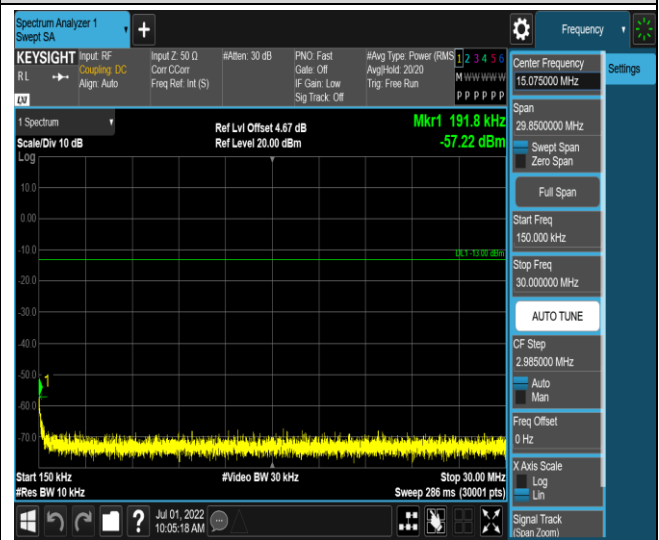 Spectrum Analyzer 1
Swept SA
+
Frequency
KEYSIGHT
RL
LNI
Input: RF
Coupling: DC
Align: Auto
Input Z: 50 Ω
Corr CCorr
Freq Ref: Int (S)
#Atten: 30 dB
PNO: Fast
Gate: Off
IF Gain: Low
Sig Track: Off
#Avg Type: Power (RMS
Avg|Hold: 20/20
Trig: Free Run
1 2 3 4 5 6
M W W W W W
P P P P P P
1 Spectrum
Scale/Div 10 dB
Ref Lvl Offset 4.67 dB
Ref Level 20.00 dBm
Mkr1 191.8 kHz
-57.22 dBm
Log
10.0
0.00
-10.0
DL1 -13.00 dBm
-20.0
-30.0
-40.0
-50.0
1
-60.0
-70.0
Start 150 kHz
#Video BW 30 kHz
Stop 30.00 MHz
#Res BW 10 kHz
Sweep 286 ms (30001 pts)
?
Jul 01, 2022
10:05:18 AM
Center Frequency
15.075000 MHz
Settings
Span
29.8500000 MHz
Swept Span
Zero Span
Full Span
Start Freq
150.000 kHz
Stop Freq
30.000000 MHz
AUTO TUNE
CF Step
2.985000 MHz
Auto
Man
Freq Offset
0 Hz
X Axis Scale
Log
Lin
Signal Track
(Span Zoom)